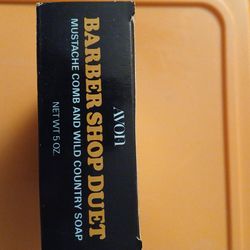 AVON
BARBER SHOP DUET
MUSTACHE COMB AND WILD COUNTRY SOAP
NET WT 5 OZ.